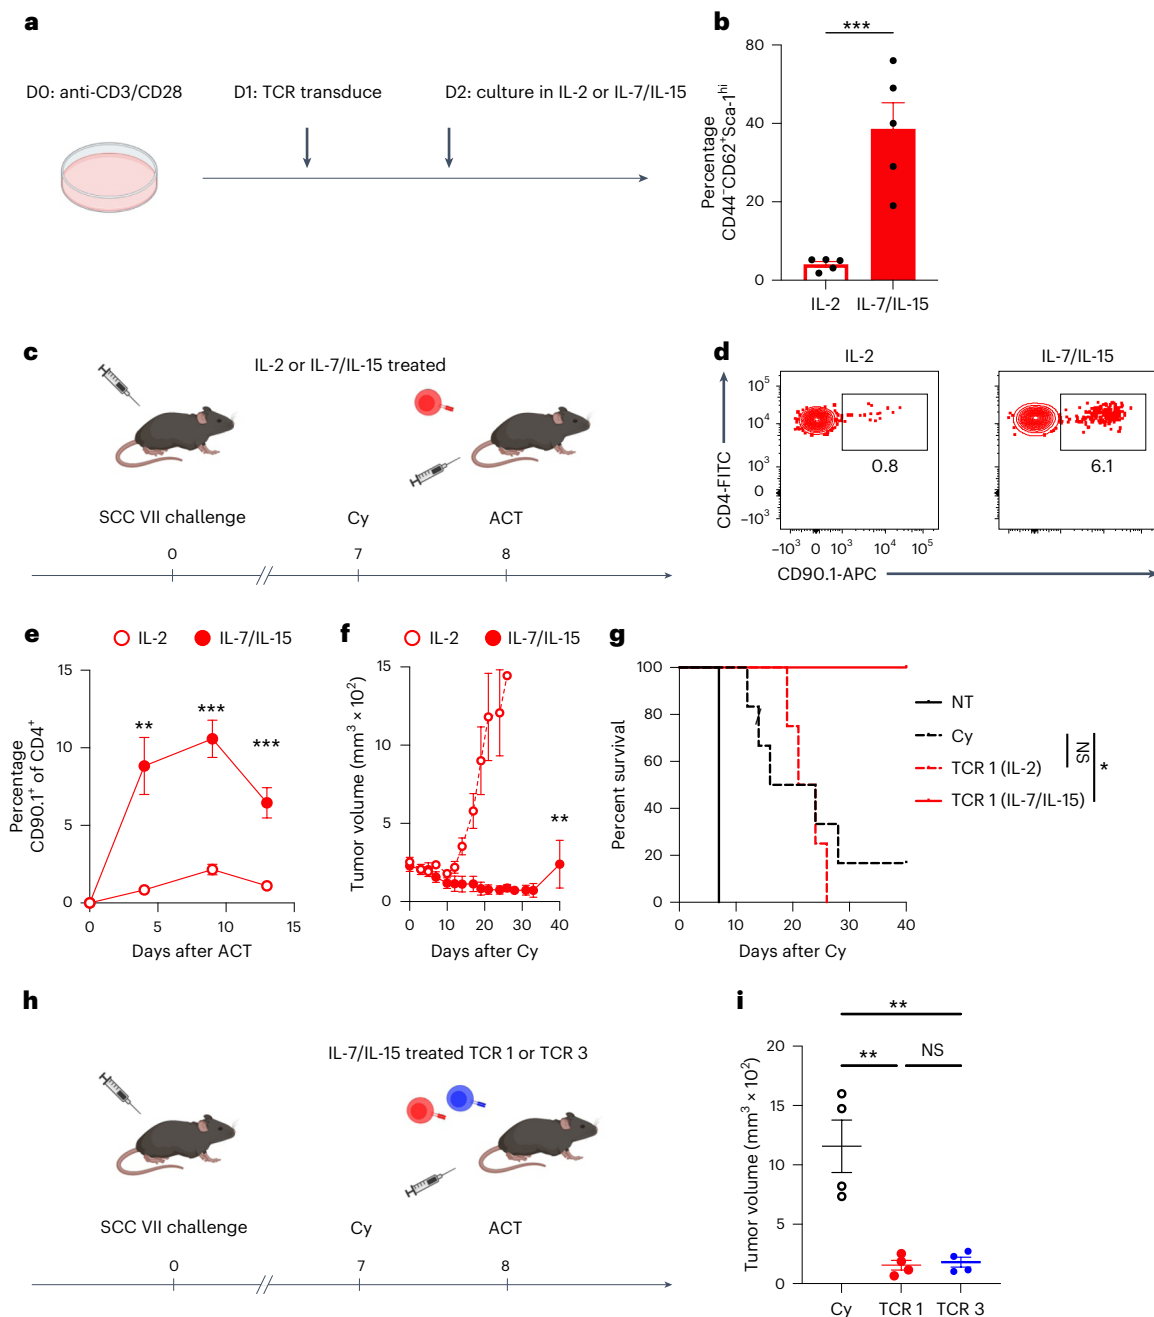 a
D0: anti-CD3/CD28
D1: TCR transduce
D2: culture in IL-2 or IL-7/IL-15
b
***
Percentage
CD44⁻CD62⁺Sca-1ʰⁱ
80
60
40
20
0
IL-2
IL-7/IL-15
c
IL-2 or IL-7/IL-15 treated
SCC VII challenge
Cy
ACT
0
7
8
d
IL-2
IL-7/IL-15
CD4-FITC
10⁵
10⁴
10³
0
–10³
0.8
6.1
–10³ 0 10³ 10⁴ 10⁵
CD90.1-APC
e
IL-2
IL-7/IL-15
Percentage
CD90.1⁺ of CD4⁺
15
10
5
0
**
***
***
0 5 10 15
Days after ACT
f
IL-2
IL-7/IL-15
Tumor volume (mm³ × 10²)
15
10
5
0
**
0 10 20 30 40
Days after Cy
g
Percent survival
100
80
60
40
20
0
0 10 20 30 40
Days after Cy
NT
Cy
TCR 1 (IL-2)
TCR 1 (IL-7/IL-15)
NS
*
h
IL-7/IL-15 treated TCR 1 or TCR 3
SCC VII challenge
Cy
ACT
0
7
8
i
**
**
NS
Tumor volume (mm³ × 10²)
20
15
10
5
0
Cy
TCR 1
TCR 3